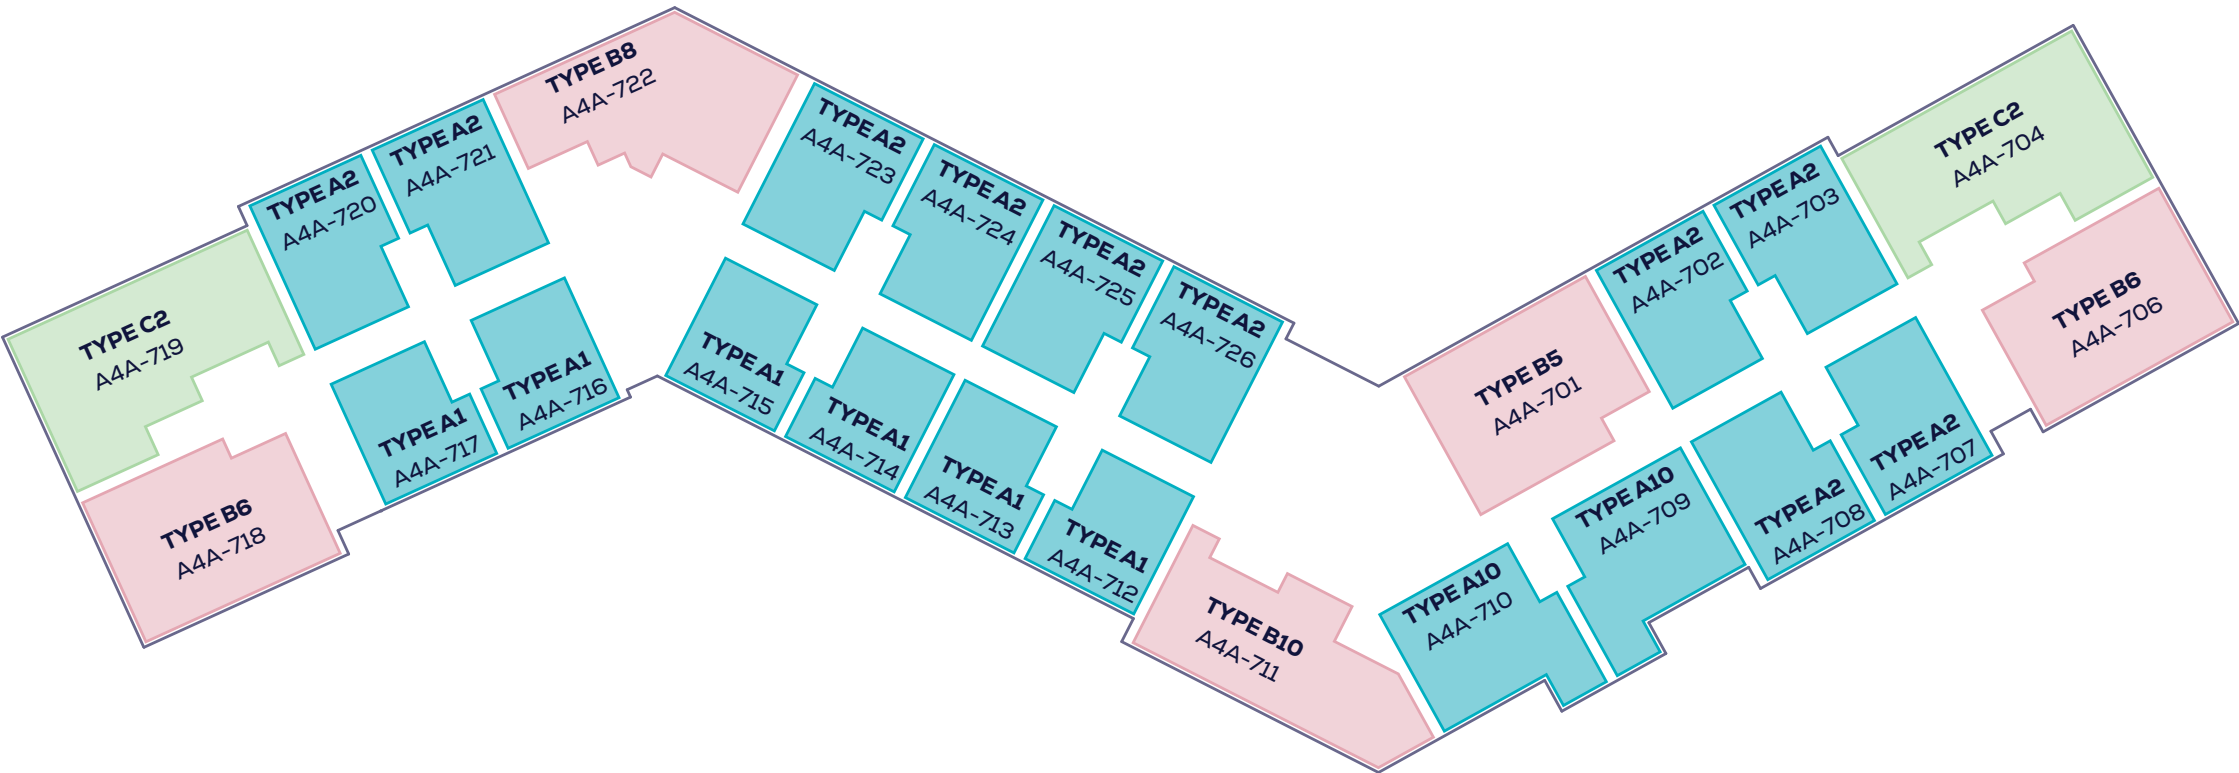 TYPE B8
A4A-722
TYPE A2
A4A-721
TYPE A2
A4A-720
TYPE C2
A4A-719
TYPE B6
A4A-718
TYPE A1
A4A-717
TYPE A1
A4A-716
TYPE A2
A4A-723
TYPE A2
A4A-724
TYPE A2
A4A-725
TYPE A2
A4A-726
TYPE A1
A4A-715
TYPE A1
A4A-714
TYPE A1
A4A-713
TYPE A1
A4A-712
TYPE B10
A4A-711
TYPE B5
A4A-701
TYPE A2
A4A-702
TYPE A2
A4A-703
TYPE C2
A4A-704
TYPE B6
A4A-706
TYPE A2
A4A-707
TYPE A2
A4A-708
TYPE A10
A4A-709
TYPE A10
A4A-710